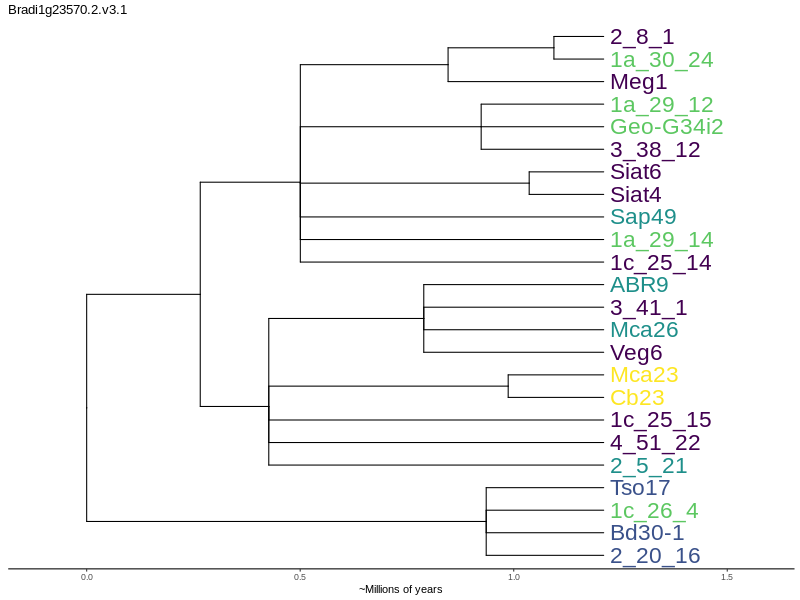 Bradi1g23570.2.v3.1
2_8_1
1a_30_24
Meg1
1a_29_12
Geo-G34i2
3_38_12
Siat6
Siat4
Sap49
1a_29_14
1c_25_14
ABR9
3_41_1
Mca26
Veg6
Mca23
Cb23
1c_25_15
4_51_22
2_5_21
Tso17
1c_26_4
Bd30-1
2_20_16
0.0 0.5 1.0 1.5
~Millions of years